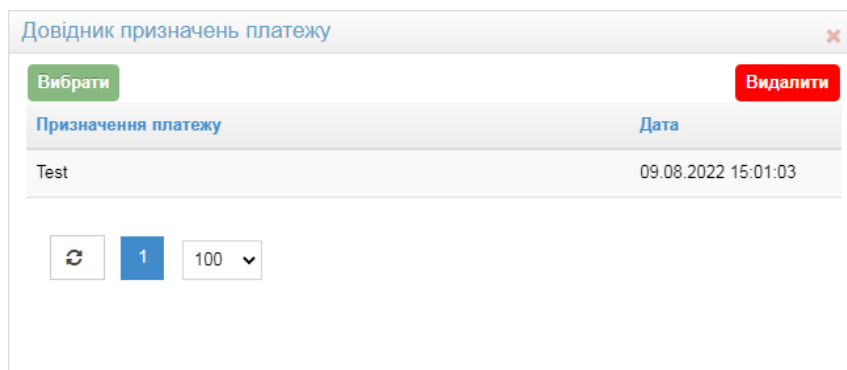 Довідник призначень платежу
Вибрати Видалити
Призначення платежу Дата
Test 09.08.2022 15:01:03
1 100